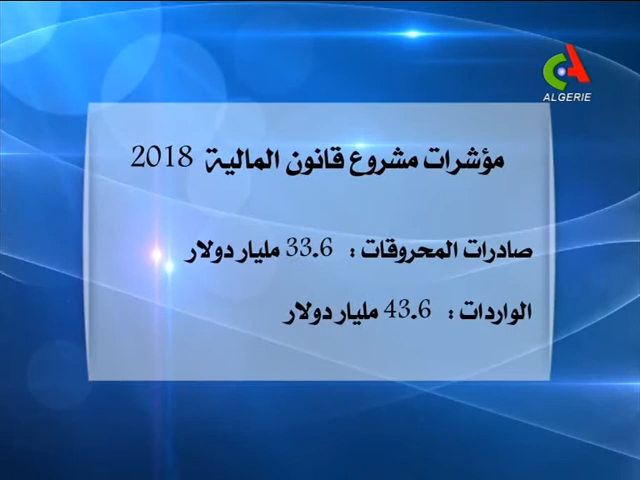 ALGERIE
مؤشرات مشروع قانون المالية 2018
صادرات المحروقات : 33.6 مليار دولار
الواردات : 43.6 مليار دولار